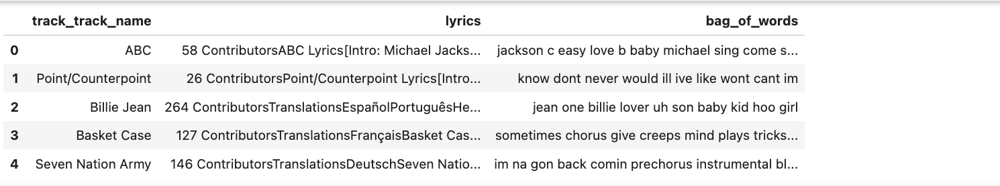 track_track_name lyrics bag_of_words
0 ABC 58 ContributorsABC Lyrics[Intro: Michael Jacks... jackson c easy love b baby michael sing come s...
1 Point/Counterpoint 26 ContributorsPoint/Counterpoint Lyrics[Intro... know dont never would ill ive like wont cant im
2 Billie Jean 264 ContributorsTranslationsEspañolPortuguêsHe... jean one billie lover uh son baby kid hoo girl
3 Basket Case 127 ContributorsTranslationsFrançaisBasket Cas... sometimes chorus give creeps mind plays tricks...
4 Seven Nation Army 146 ContributorsTranslationsDeutschSeven Natio... im na gon back comin prechorus instrumental bl...